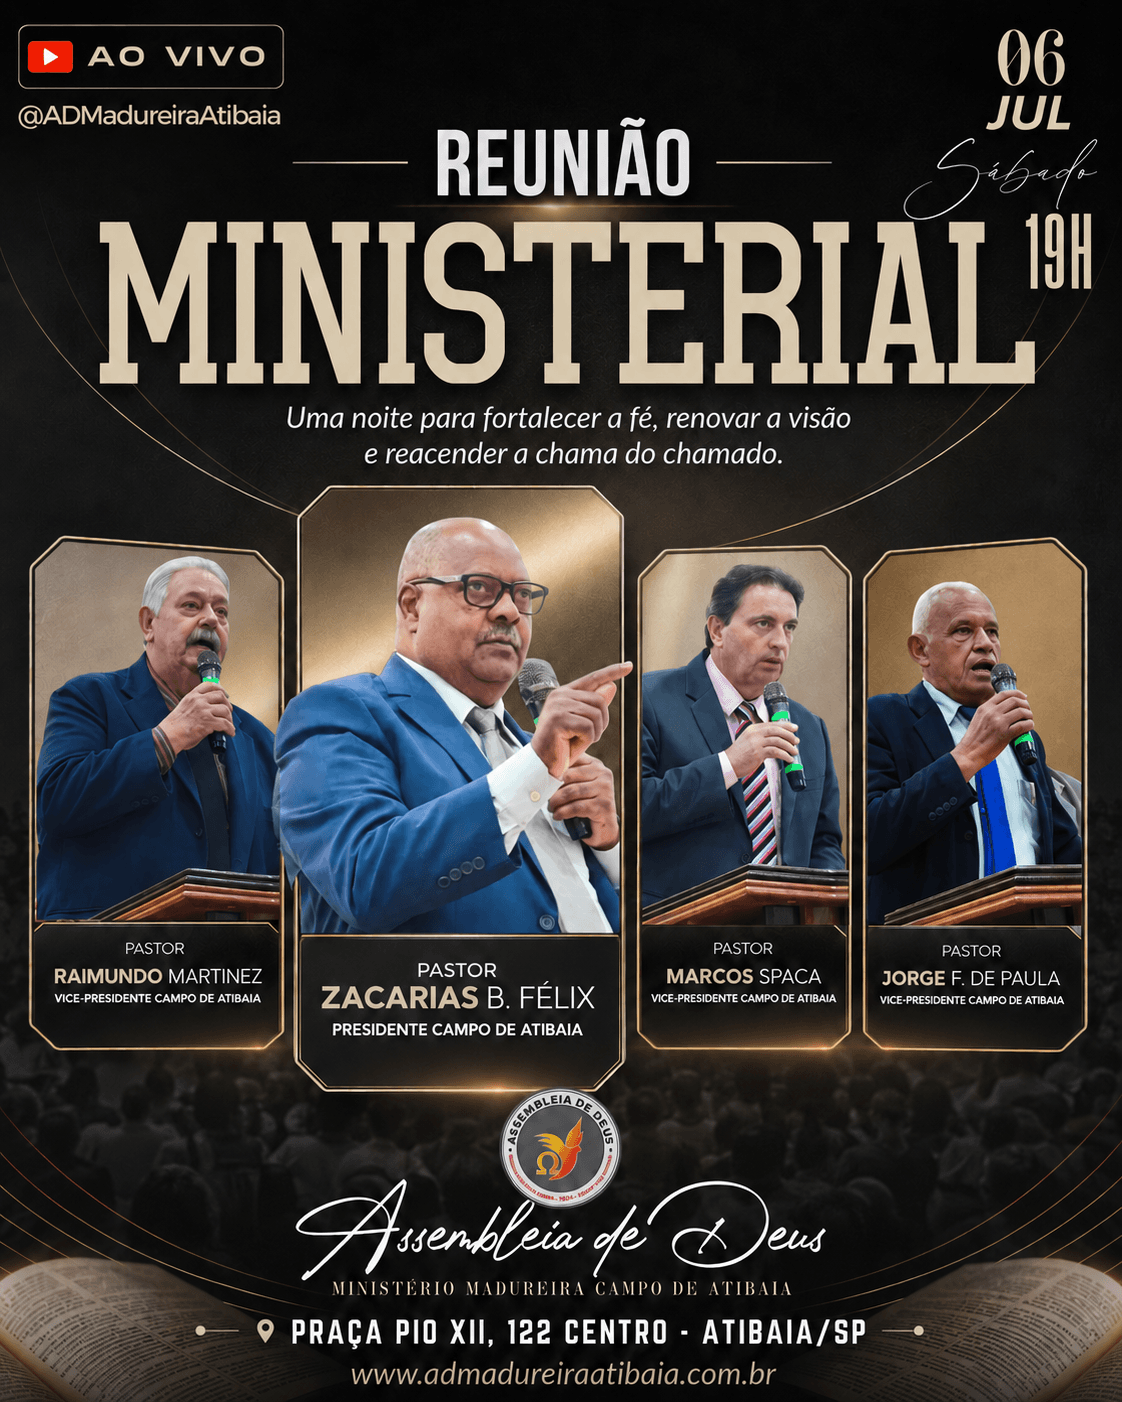 AO VIVO
@ADMadureiraAtibaia
06
JUL
Sábado
19H
REUNIÃO
MINISTERIAL
Uma noite para fortalecer a fé, renovar a visão
e reacender a chama do chamado.
PASTOR
RAIMUNDO MARTINEZ
VICE-PRESIDENTE CAMPO DE ATIBAIA
PASTOR
ZACARIAS B. FÉLIX
PRESIDENTE CAMPO DE ATIBAIA
PASTOR
MARCOS SPACA
VICE-PRESIDENTE CAMPO DE ATIBAIA
PASTOR
JORGE F. DE PAULA
VICE-PRESIDENTE CAMPO DE ATIBAIA
ASSEMBLEIA DE DEUS
Assembleia de Deus
MINISTÉRIO MADUREIRA CAMPO DE ATIBAIA
PRAÇA PIO XII, 122 CENTRO - ATIBAIA/SP
www.admadureiraatibaia.com.br